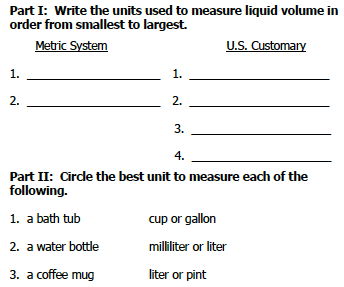 Part I: Write the units used to measure liquid volume in
order from smallest to largest.
Metric System U.S. Customary
1. ____________________ 1. ____________________
2. ____________________ 2. ____________________
3. ____________________
4. ____________________
Part II: Circle the best unit to measure each of the
following.
1. a bath tub cup or gallon
2. a water bottle milliliter or liter
3. a coffee mug liter or pint